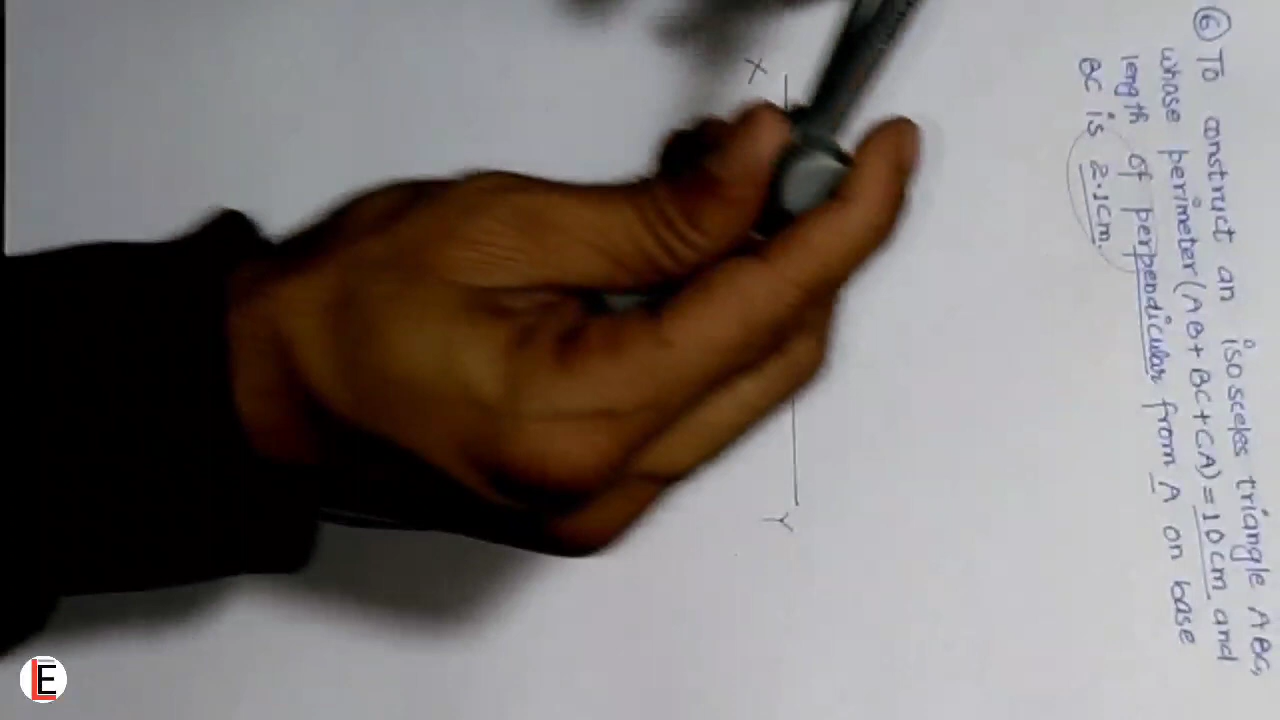 ⑥ To construct an isosceles triangle ABC,
whose perimeter (AB+BC+CA) = 10 cm and
length of perpendicular from A on base
BC is 2.1cm.
X
Y
LE